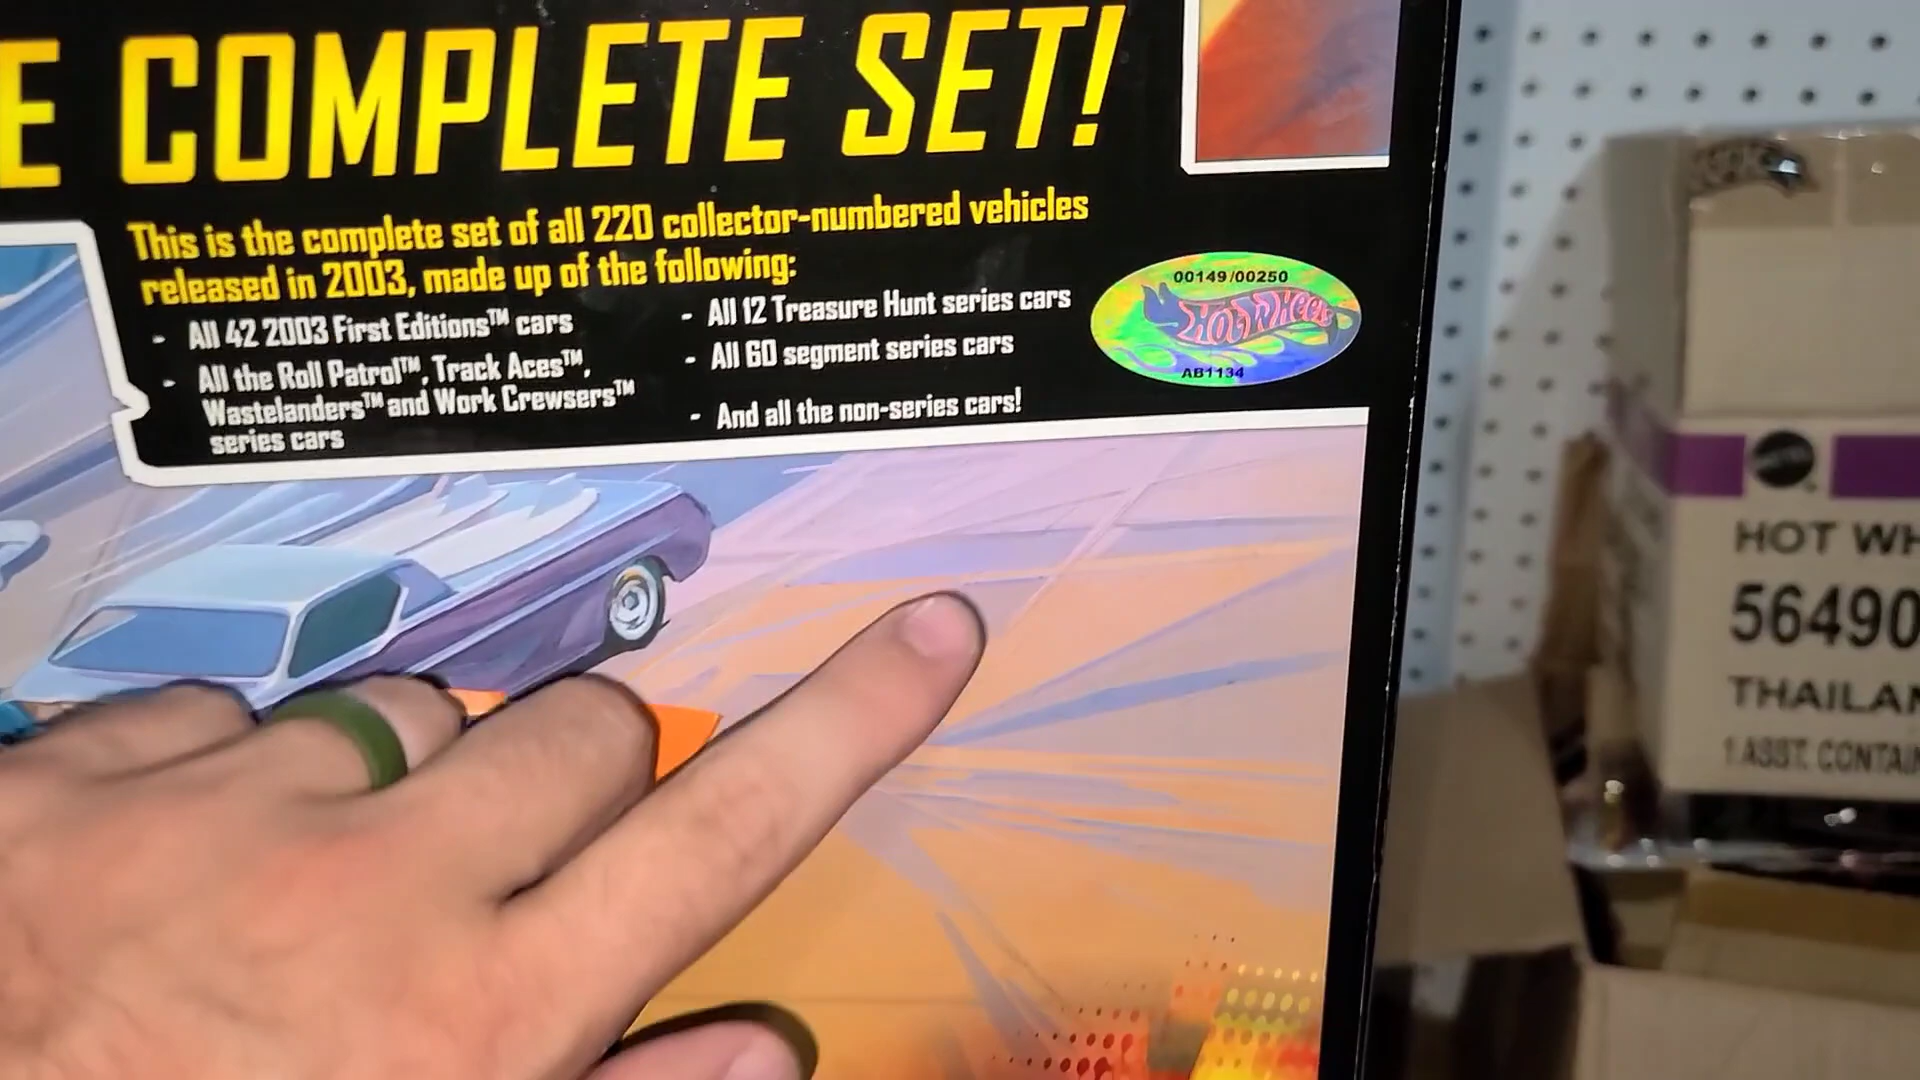 E COMPLETE SET!
This is the complete set of all 220 collector-numbered vehicles
released in 2003, made up of the following:
- All 42 2003 First Editions™ cars
- All the Roll Patrol™, Track Aces™,
Wastelanders™ and Work Crewsers™
series cars
- All 12 Treasure Hunt series cars
- All 60 segment series cars
- And all the non-series cars!
00149/00250
HOT WHEELS
AB1134
HOT WH
56490
THAILAN
1 ASST. CONTAIN